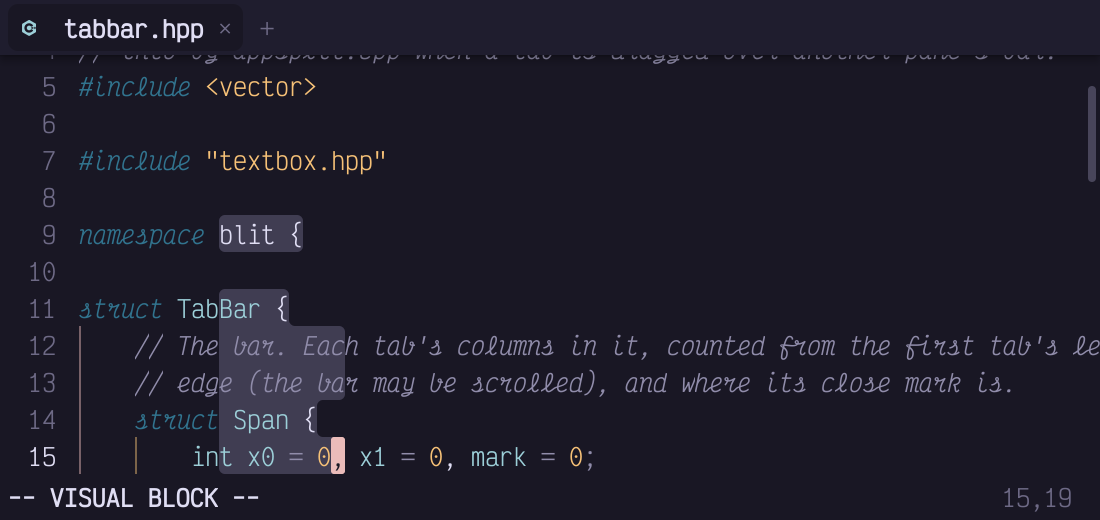 tabbar.hpp × +
5 #include <vector>
6
7 #include "textbox.hpp"
8
9 namespace blit {
10
11 struct TabBar {
12 // The bar. Each tab's columns in it, counted from the first tab's le
13 // edge (the bar may be scrolled), and where its close mark is.
14 struct Span {
15 int x0 = 0, x1 = 0, mark = 0;
-- VISUAL BLOCK -- 15,19